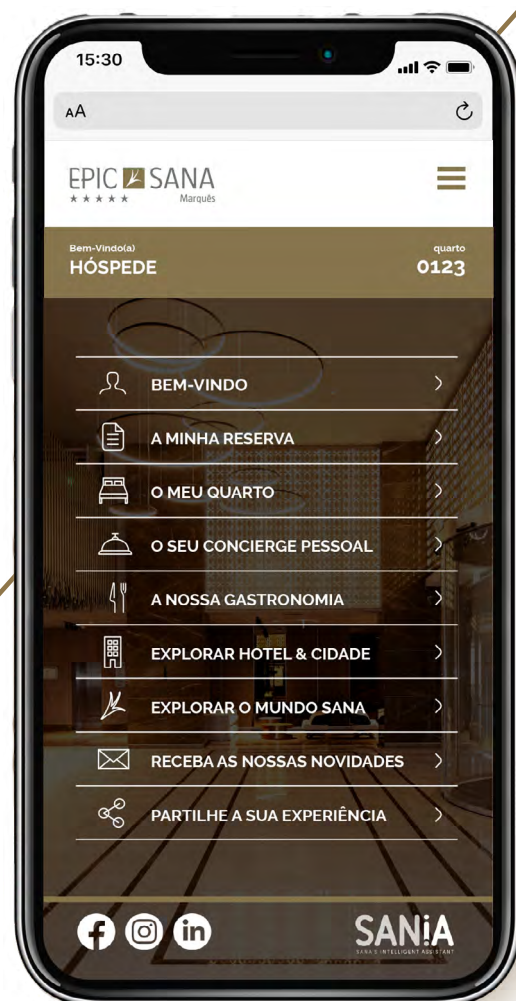 15:30
AA
EPIC SANA
Marquês
Bem-Vindo(a)
quarto
HÓSPEDE
0123
BEM-VINDO
A MINHA RESERVA
O MEU QUARTO
O SEU CONCIERGE PESSOAL
A NOSSA GASTRONOMIA
EXPLORAR HOTEL & CIDADE
EXPLORAR O MUNDO SANA
RECEBA AS NOSSAS NOVIDADES
PARTILHE A SUA EXPERIÊNCIA
f in
SANiA
SANA'S INTELLIGENT ASSISTANT